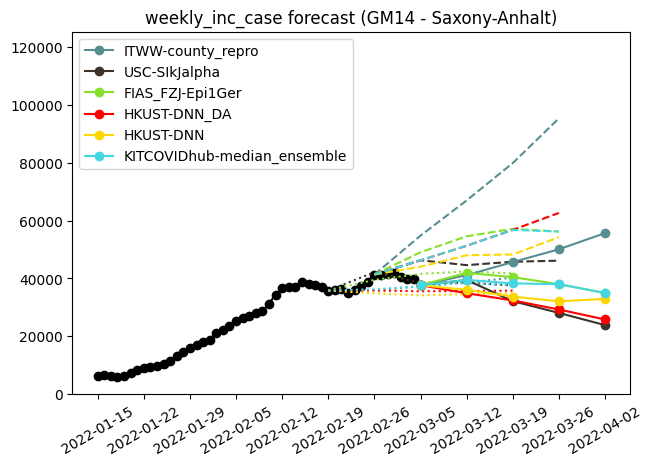 weekly_inc_case forecast (GM14 - Saxony-Anhalt)
120000
100000
80000
60000
40000
20000
0
ITWW-county_repro
USC-SIkJalpha
FIAS_FZJ-Epi1Ger
HKUST-DNN_DA
HKUST-DNN
KITCOVIDhub-median_ensemble
2022-01-15
2022-01-22
2022-01-29
2022-02-05
2022-02-12
2022-02-19
2022-02-26
2022-03-05
2022-03-12
2022-03-19
2022-03-26
2022-04-02